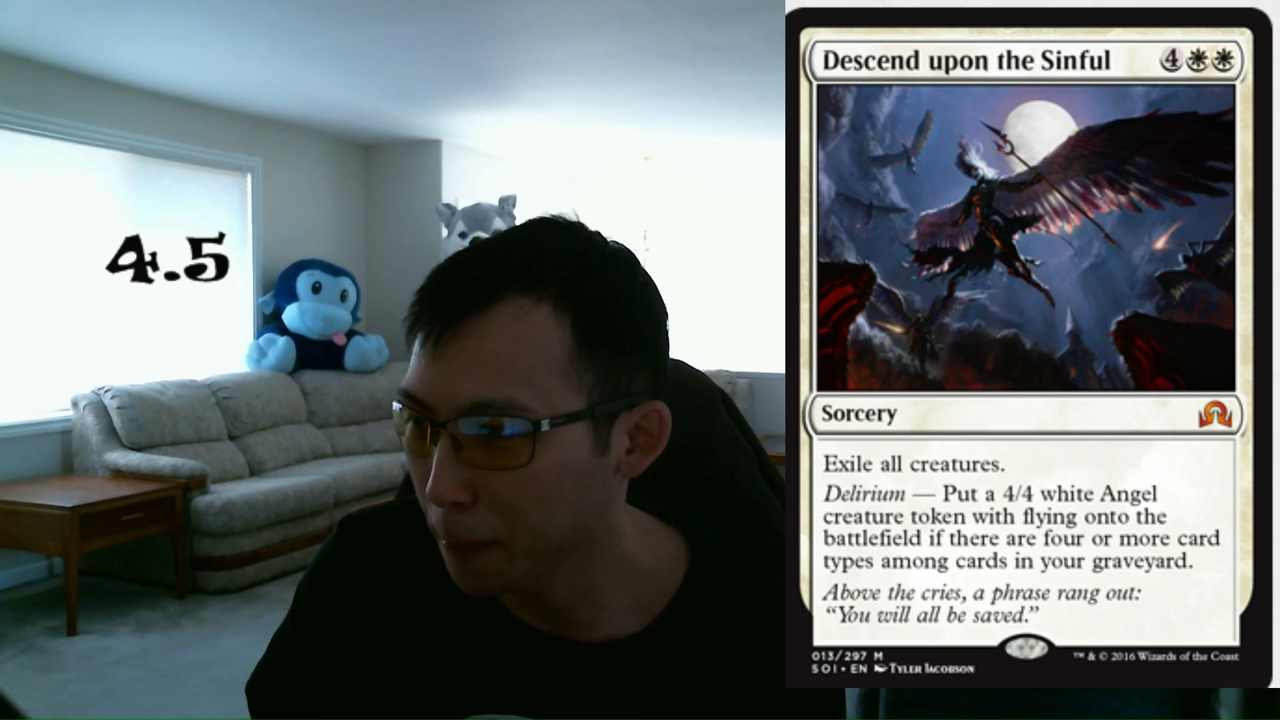 4.5
Descend upon the Sinful 4
Sorcery
Exile all creatures.
Delirium — Put a 4/4 white Angel
creature token with flying onto the
battlefield if there are four or more card
types among cards in your graveyard.
Above the cries, a phrase rang out:
“You will all be saved.”
013/297 M
SOI • EN Tyler Jacobson
™ & © 2016 Wizards of the Coast